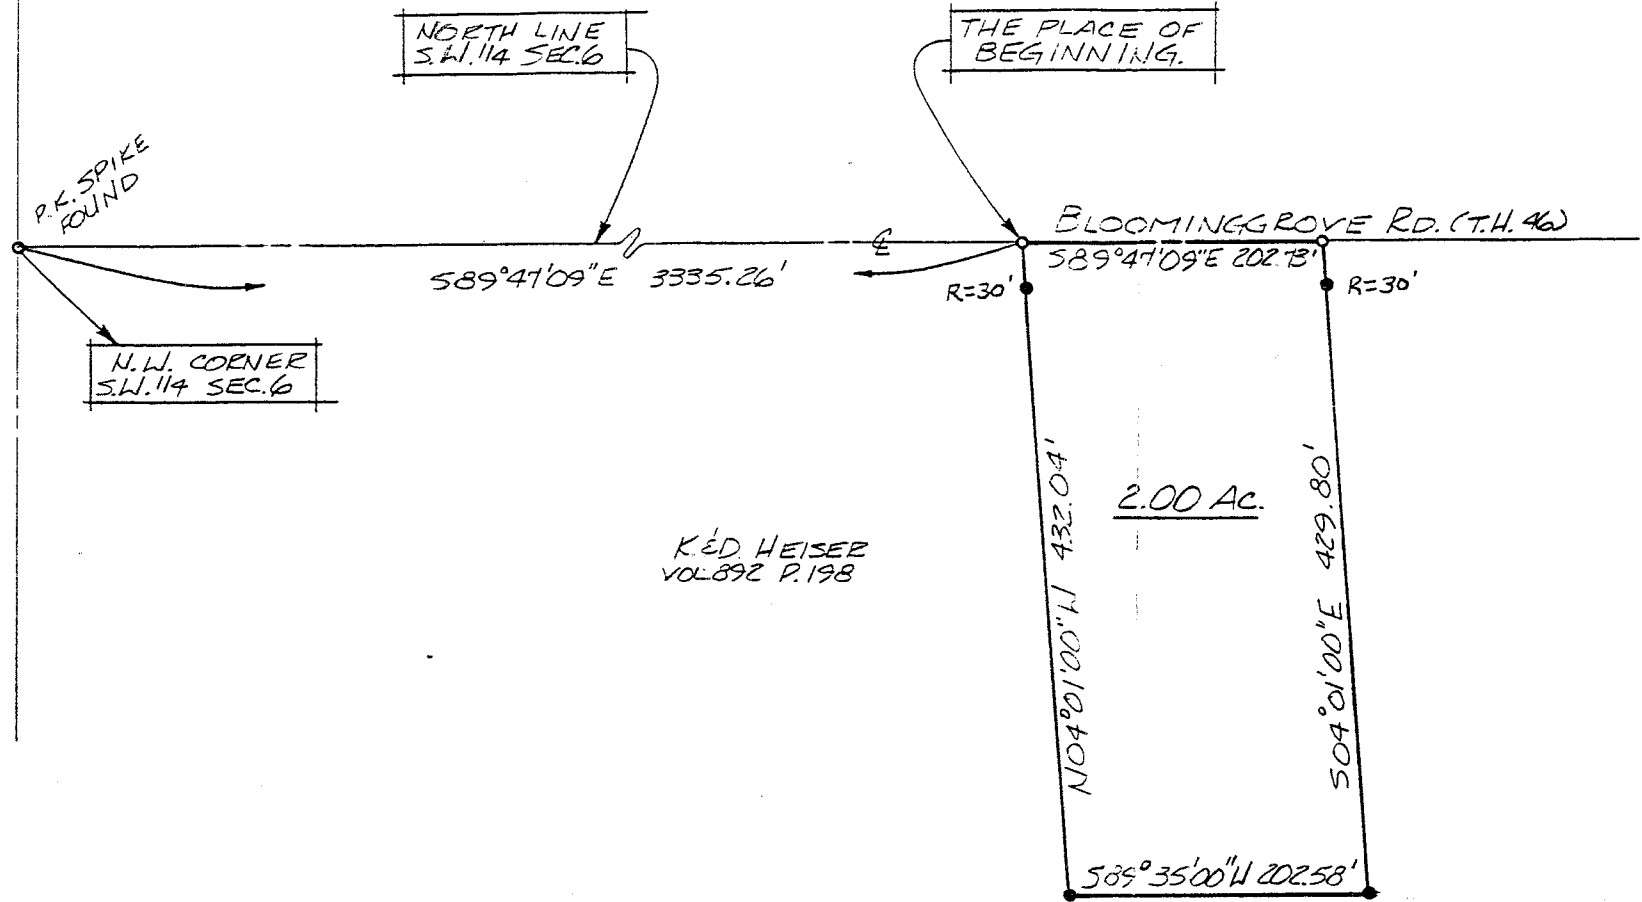 NORTH LINE
S.W. 1/4 SEC. 6
THE PLACE OF
BEGINNING.
P.K. SPIKE
FOUND
BLOOMINGGROVE RD. (T.H. 46)
S89°47'09"E 3335.26'
S89°47'09"E 202.73'
R=30'
R=30'
N.W. CORNER
S.W. 1/4 SEC. 6
N04°01'00"W 432.04'
2.00 AC.
S04°01'00"E 429.80'
K. & D. HEISER
VOL 892 P. 198
S89°35'00"W 202.58'